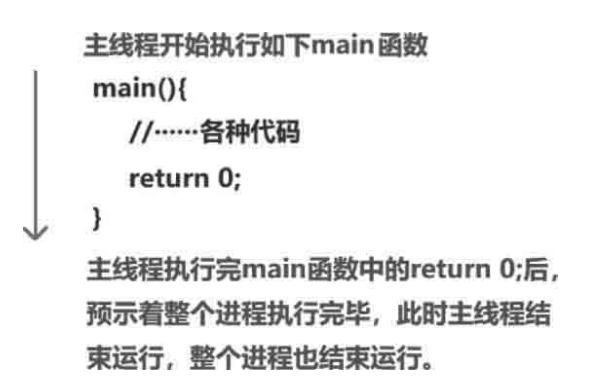 主线程开始执行如下main函数
main(){
//……各种代码
return 0;
}
主线程执行完main函数中的return 0;后,
预示着整个进程执行完毕，此时主线程结
束运行，整个进程也结束运行。